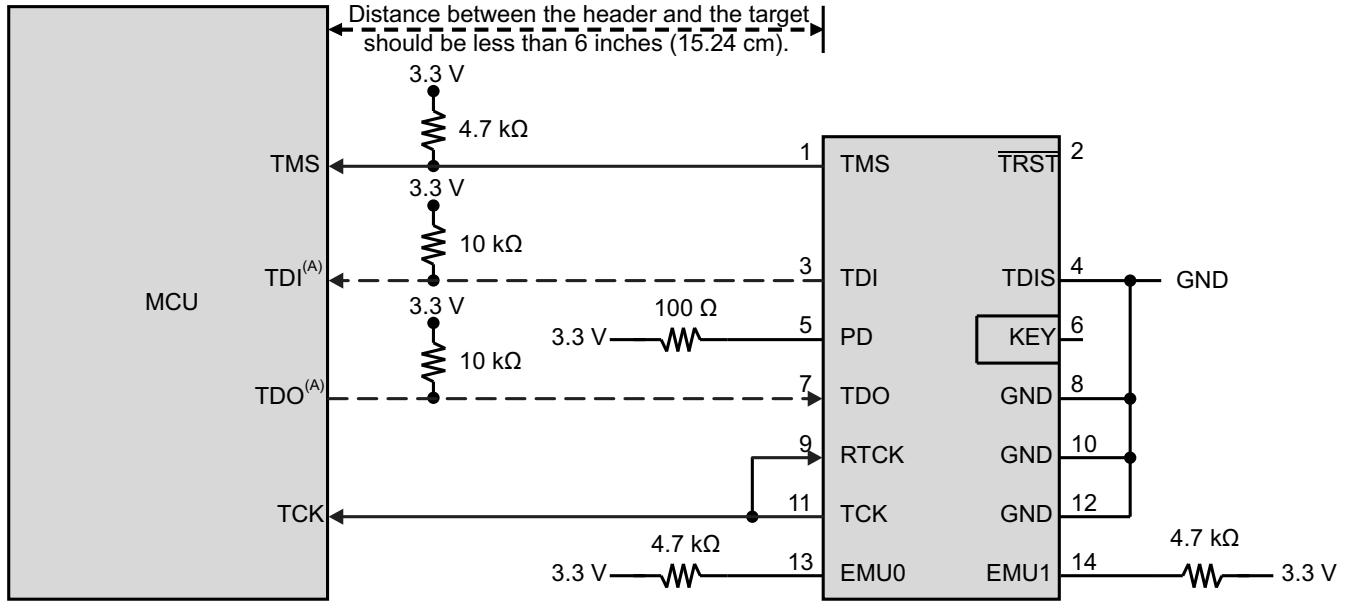 Distance between the header and the target
should be less than 6 inches (15.24 cm).
3.3 V
4.7 kΩ
TMS
1
TMS
TRST
2
3.3 V
10 kΩ
TDI(A)
3
TDI
TDIS
4
GND
MCU
3.3 V
100 Ω
3.3 V
5
PD
KEY
6
10 kΩ
TDO(A)
7
TDO
GND
8
9
RTCK
GND
10
TCK
11
TCK
GND
12
4.7 kΩ
3.3 V
13
EMU0
EMU1
14
4.7 kΩ
3.3 V